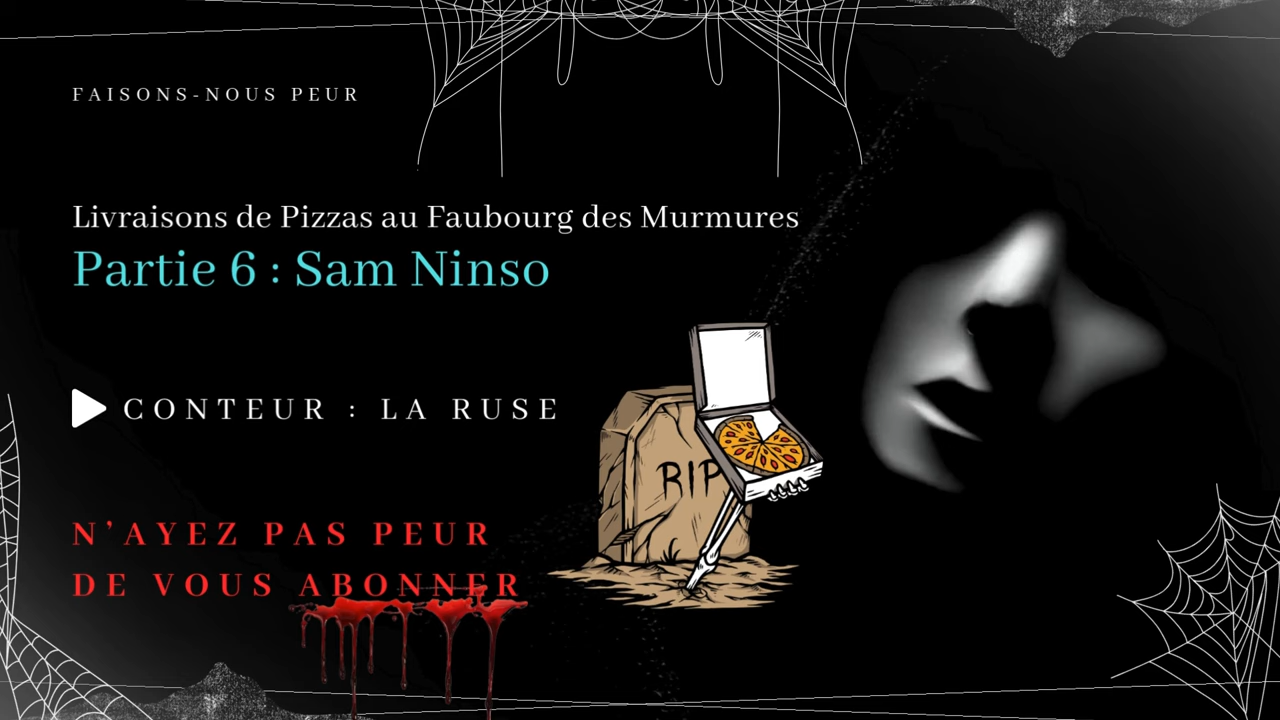 FAISONS-NOUS PEUR
Livraisons de Pizzas au Faubourg des Murmures
Partie 6 : Sam Ninso
CONTEUR : LA RUSE
RIP
N'AYEZ PAS PEUR
DE VOUS ABONNER